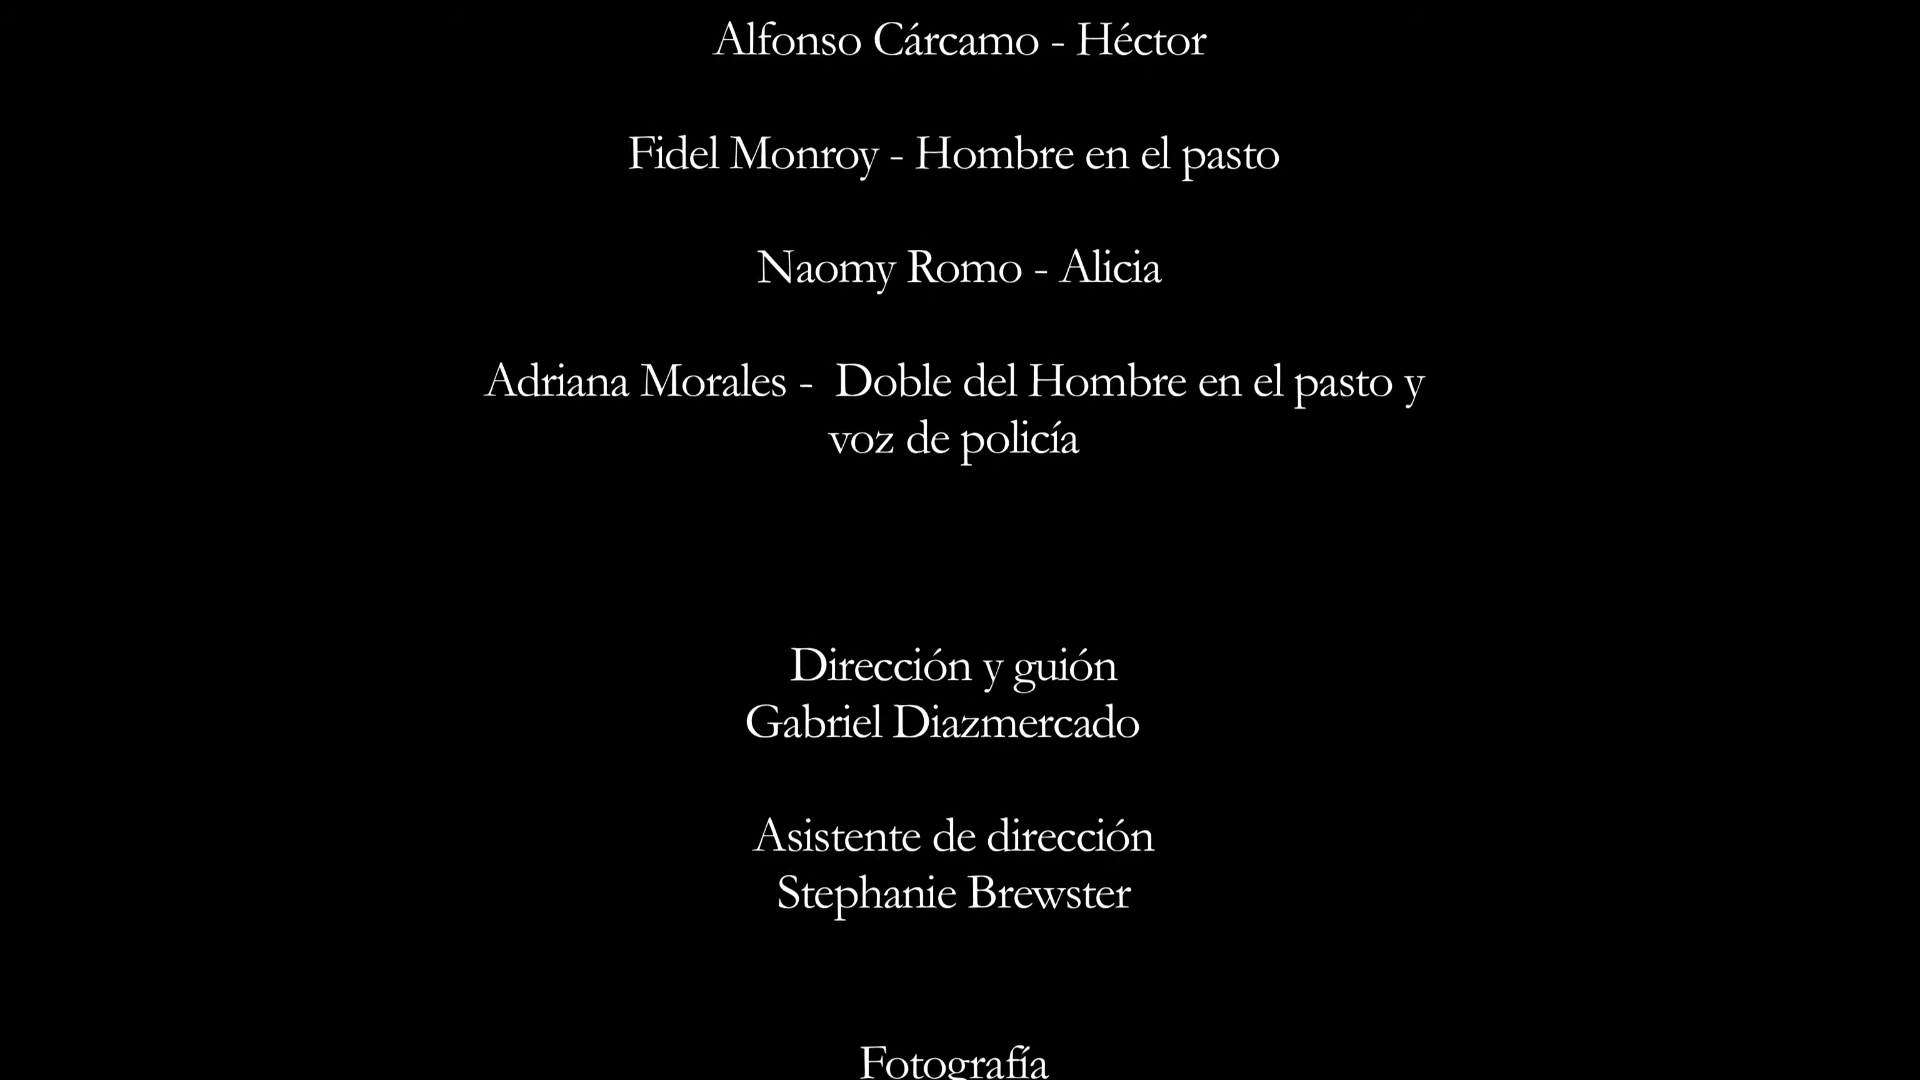 Alfonso Cárcamo - Héctor
Fidel Monroy - Hombre en el pasto
Naomy Romo - Alicia
Adriana Morales - Doble del Hombre en el pasto y
voz de policía
Dirección y guión
Gabriel Diazmercado
Asistente de dirección
Stephanie Brewster
Fotografía